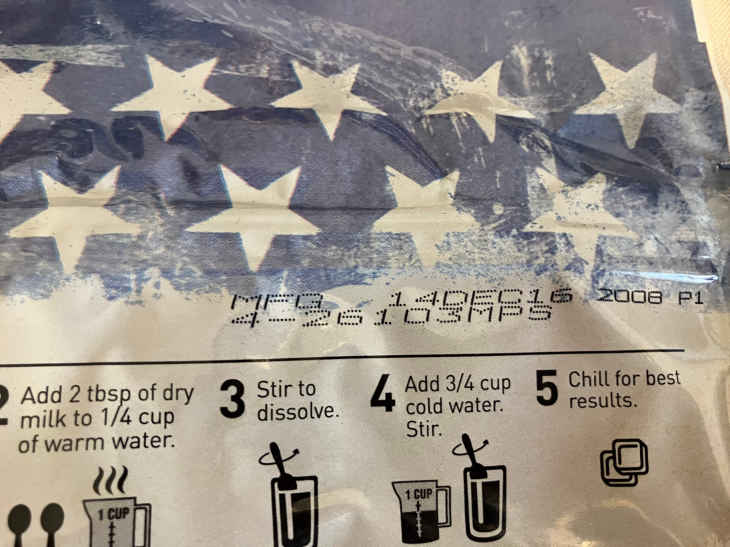 MFG 14DEC16 2008 P1
4-26103MPS
2 Add 2 tbsp of dry
milk to 1/4 cup
of warm water.
3 Stir to
dissolve.
4 Add 3/4 cup
cold water.
Stir.
5 Chill for best
results.
1 CUP
1 CUP